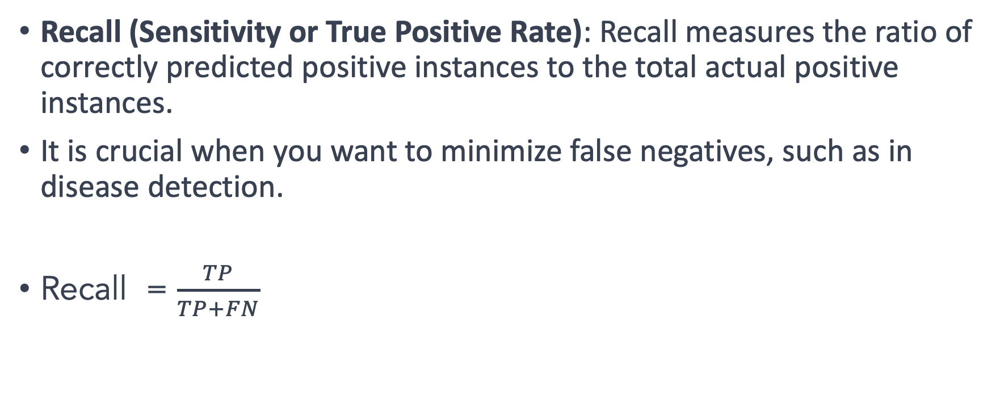 • Recall (Sensitivity or True Positive Rate): Recall measures the ratio of
correctly predicted positive instances to the total actual positive
instances.
• It is crucial when you want to minimize false negatives, such as in
disease detection.
• Recall = TP / TP+FN